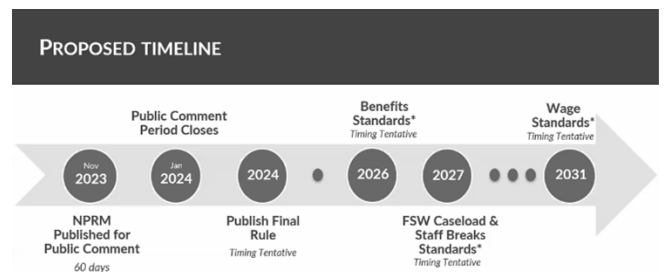 PROPOSED TIMELINE
Public Comment
Period Closes
Benefits
Standards*
Timing Tentative
Wage
Standards*
Timing Tentative
Nov
2023
Jan
2024
2024
2026
2027
2031
NPRM
Published for
Public Comment
60 days
Publish Final
Rule
Timing Tentative
FSW Caseload &
Staff Breaks
Standards*
Timing Tentative